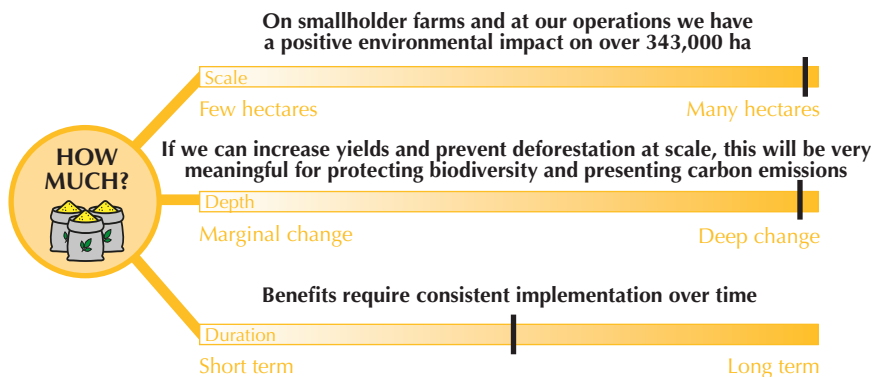 On smallholder farms and at our operations we have
a positive environmental impact on over 343,000 ha
Scale
Few hectares
Many hectares
HOW
MUCH?
If we can increase yields and prevent deforestation at scale, this will be very
meaningful for protecting biodiversity and presenting carbon emissions
Depth
Marginal change
Deep change
Benefits require consistent implementation over time
Duration
Short term
Long term